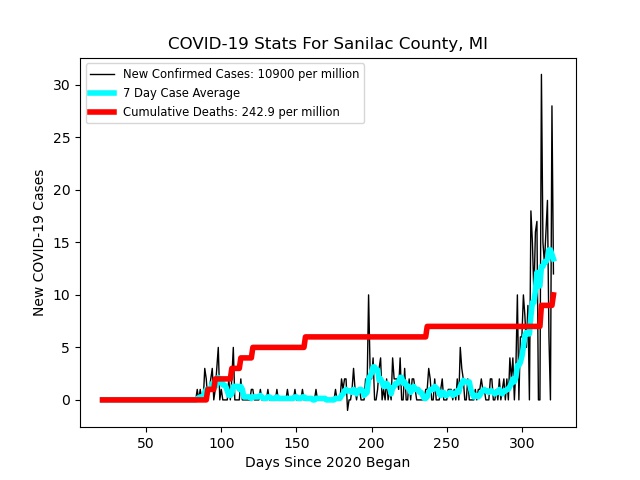 COVID-19 Stats For Sanilac County, MI
New Confirmed Cases: 10900 per million
7 Day Case Average
Cumulative Deaths: 242.9 per million
New COVID-19 Cases
30
25
20
15
10
5
0
50
100
150
200
250
300
Days Since 2020 Began